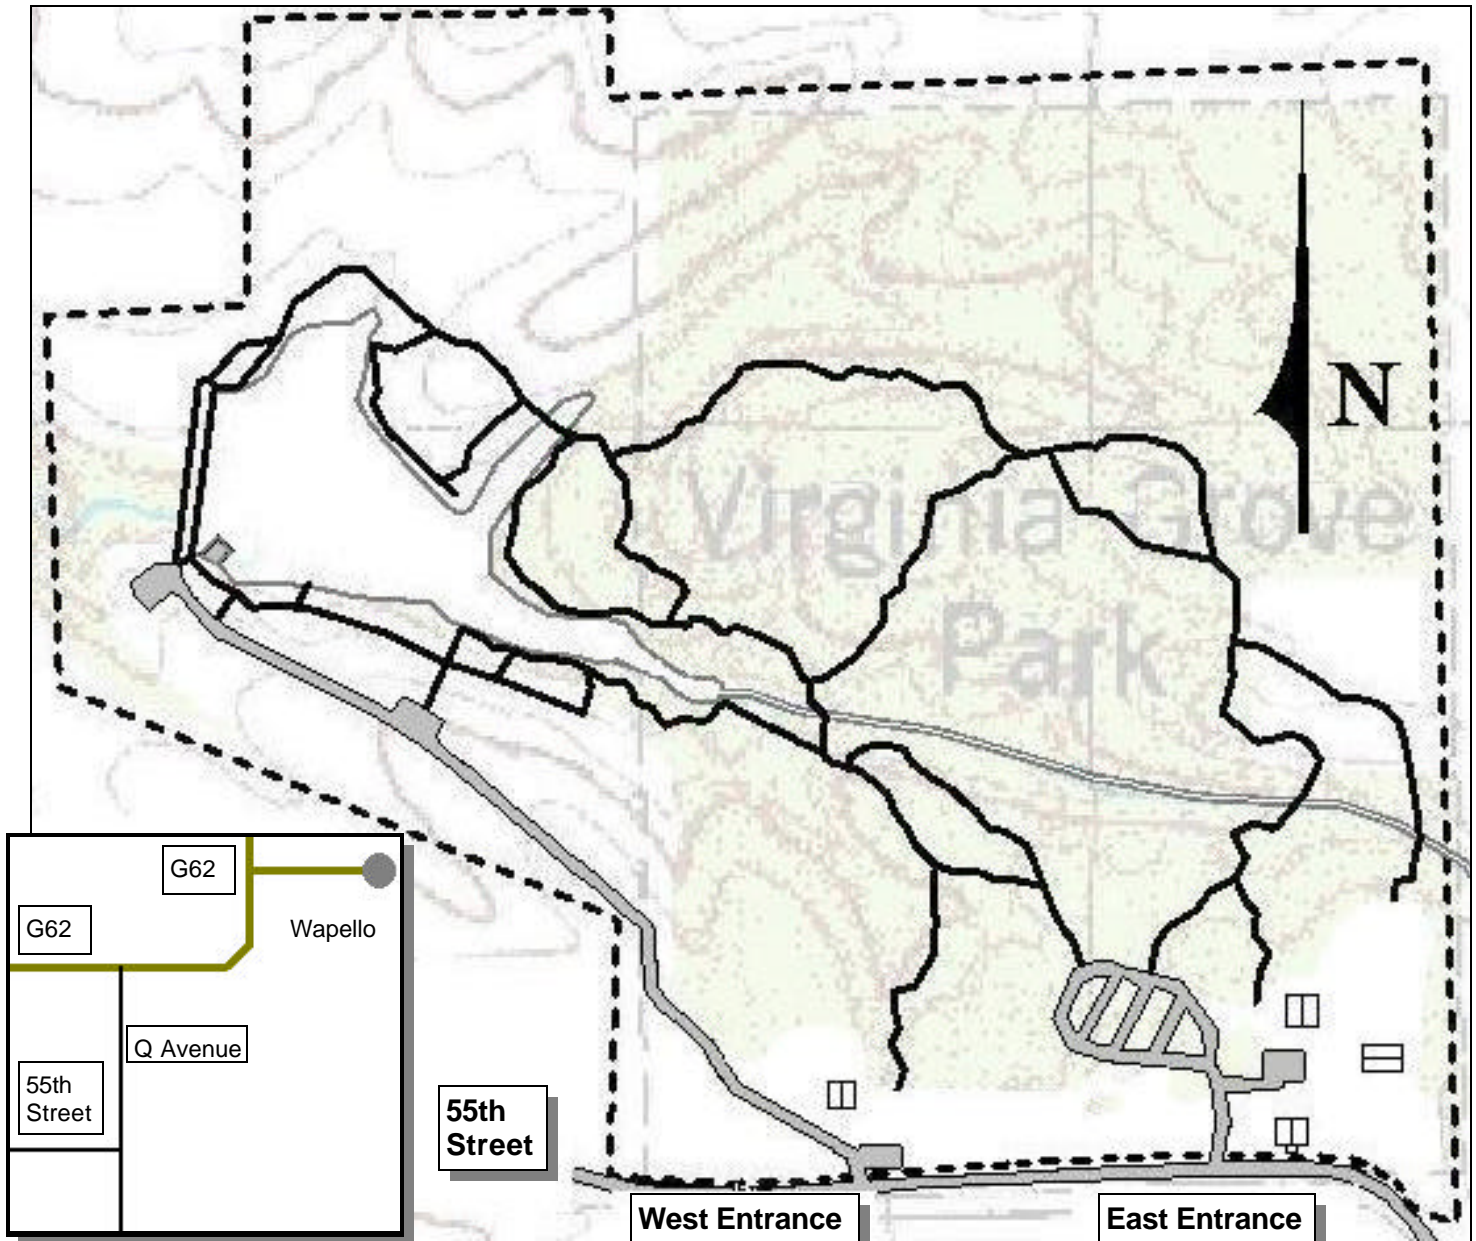 N
Virginia Grove
Park
G62
G62
Wapello
Q Avenue
55th
Street
55th
Street
West Entrance
East Entrance